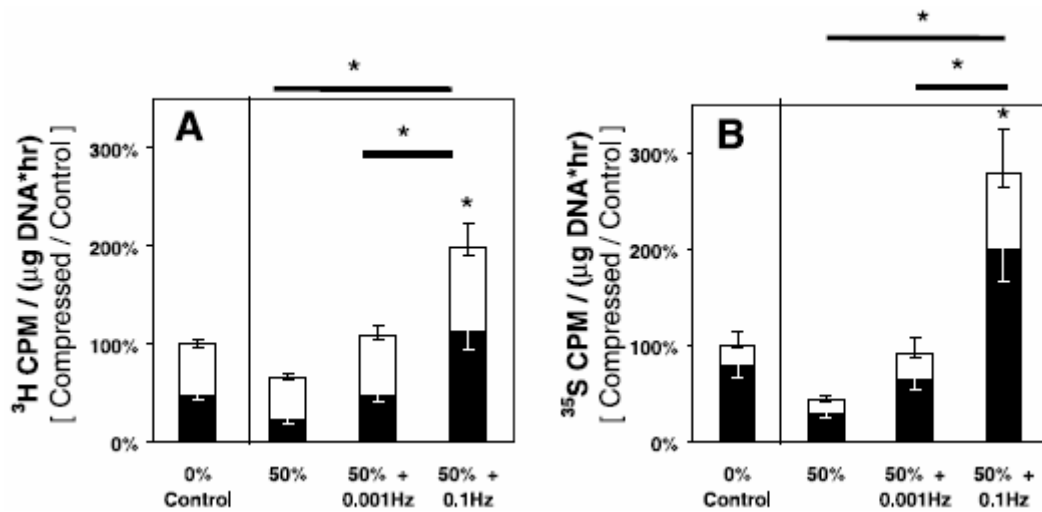 *
*
*
A
³H CPM / (μg DNA*hr)
[ Compressed / Control ]
300%
200%
100%
0%
0%
Control
50%
50% +
0.001Hz
50% +
0.1Hz
*
*
*
B
³⁵S CPM / (μg DNA*hr)
[ Compressed / Control ]
300%
200%
100%
0%
0%
Control
50%
50% +
0.001Hz
50% +
0.1Hz